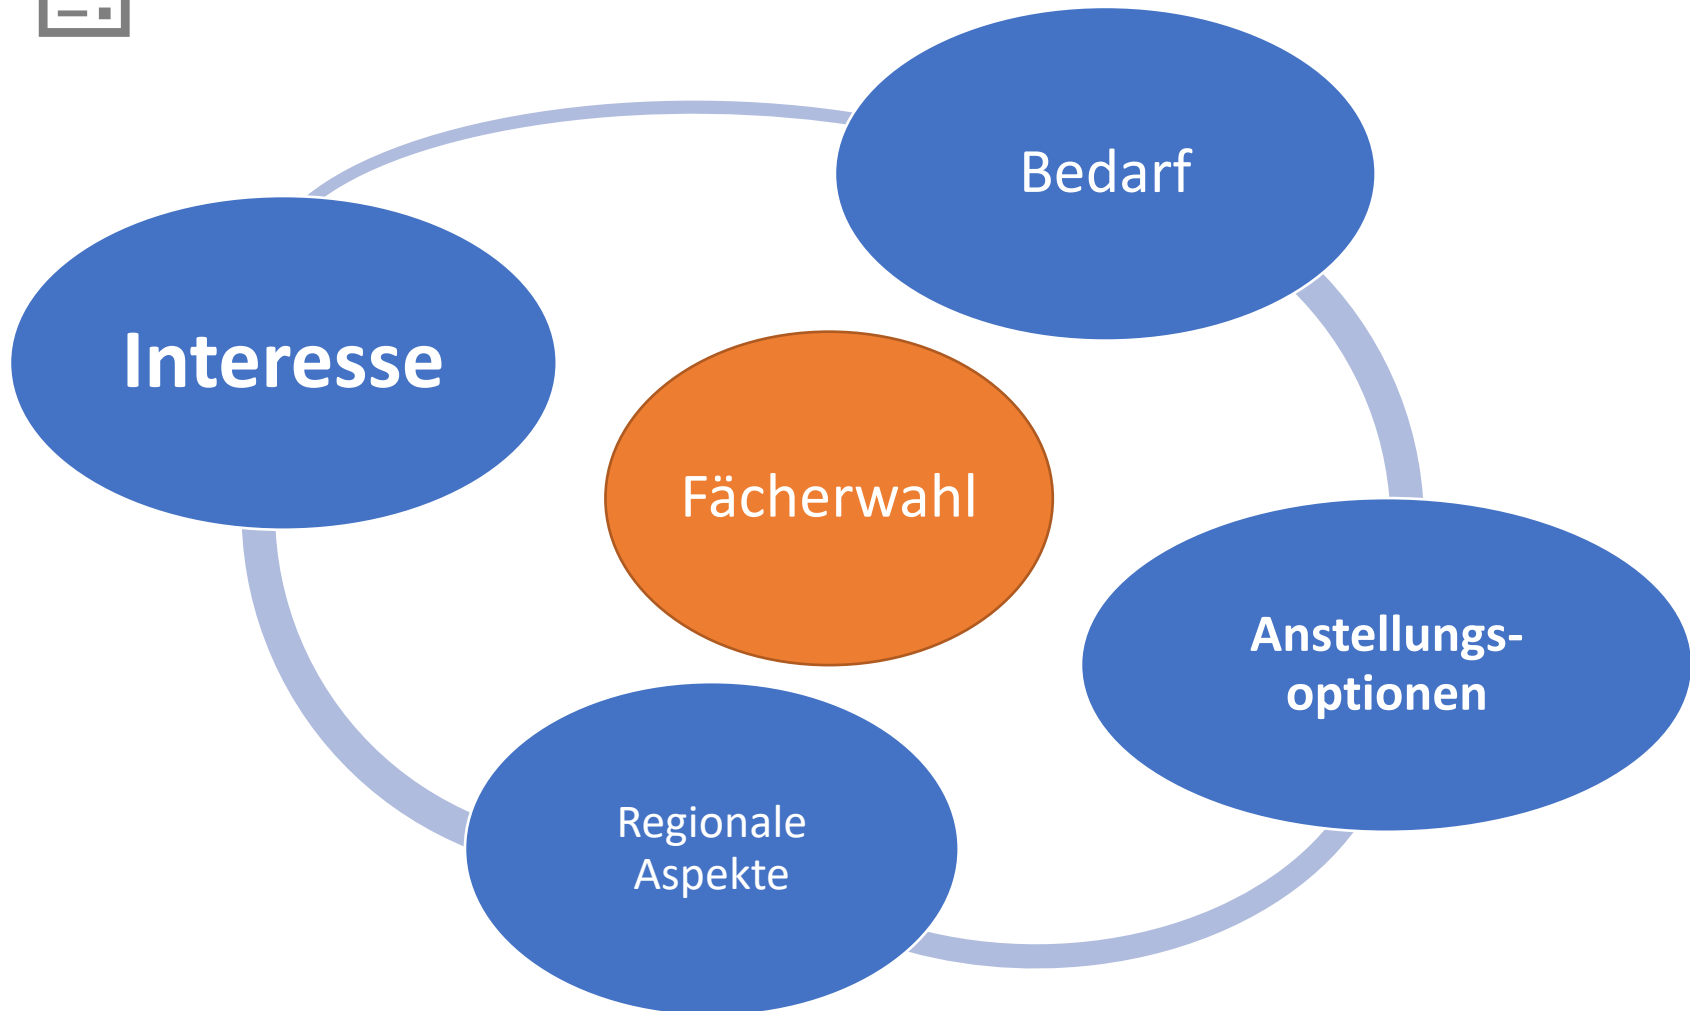 Bedarf
Interesse
Fächerwahl
Anstellungs-
optionen
Regionale
Aspekte